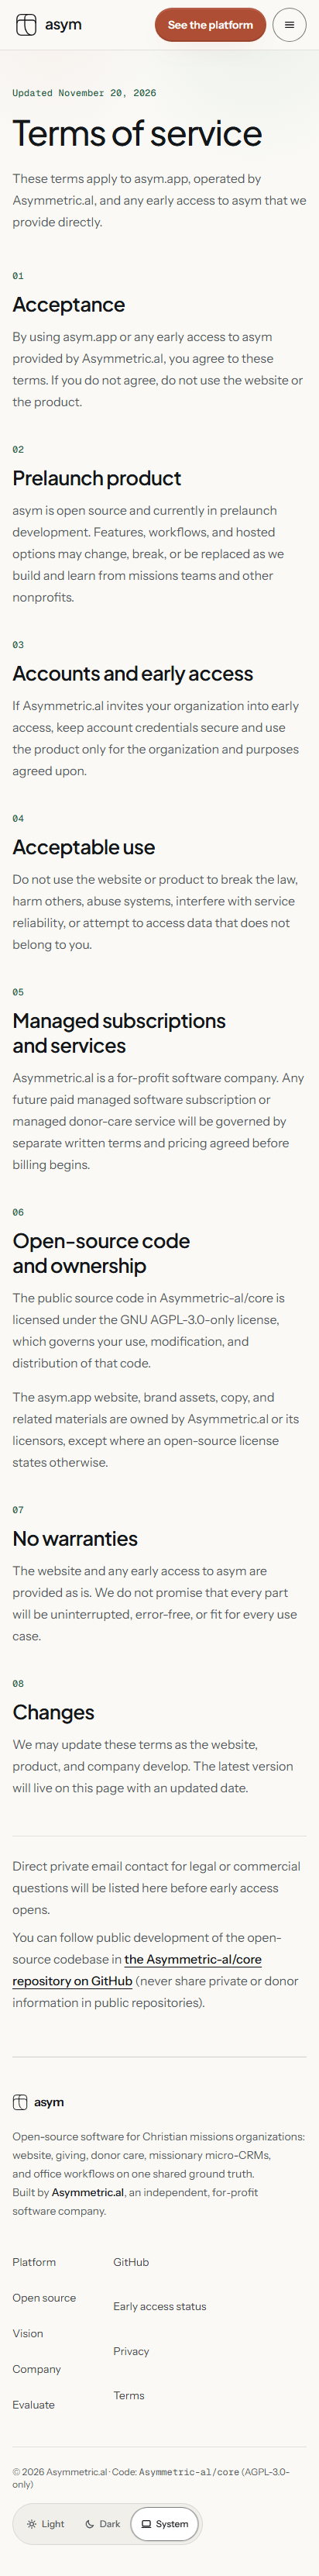 asym
See the platform
Updated November 20, 2026
Terms of service
These terms apply to asym.app, operated by
Asymmetric.al, and any early access to asym that we
provide directly.
01
Acceptance
By using asym.app or any early access to asym
provided by Asymmetric.al, you agree to these
terms. If you do not agree, do not use the website or
the product.
02
Prelaunch product
asym is open source and currently in prelaunch
development. Features, workflows, and hosted
options may change, break, or be replaced as we
build and learn from missions teams and other
nonprofits.
03
Accounts and early access
If Asymmetric.al invites your organization into early
access, keep account credentials secure and use
the product only for the organization and purposes
agreed upon.
04
Acceptable use
Do not use the website or product to break the law,
harm others, abuse systems, interfere with service
reliability, or attempt to access data that does not
belong to you.
05
Managed subscriptions
and services
Asymmetric.al is a for-profit software company. Any
future paid managed software subscription or
managed donor-care service will be governed by
separate written terms and pricing agreed before
billing begins.
06
Open-source code
and ownership
The public source code in Asymmetric-al/core is
licensed under the GNU AGPL-3.0-only license,
which governs your use, modification, and
distribution of that code.
The asym.app website, brand assets, copy, and
related materials are owned by Asymmetric.al or its
licensors, except where an open-source license
states otherwise.
07
No warranties
The website and any early access to asym are
provided as is. We do not promise that every part
will be uninterrupted, error-free, or fit for every use
case.
08
Changes
We may update these terms as the website,
product, and company develop. The latest version
will live on this page with an updated date.
Direct private email contact for legal or commercial
questions will be listed here before early access
opens.
You can follow public development of the open-
source codebase in the Asymmetric-al/core
repository on GitHub (never share private or donor
information in public repositories).
asym
Open-source software for Christian missions organizations:
website, giving, donor care, missionary micro-CRMs,
and office workflows on one shared ground truth.
Built by Asymmetric.al, an independent, for-profit
software company.
Platform
Open source
Vision
Company
Evaluate
GitHub
Early access status
Privacy
Terms
© 2026 Asymmetric.al · Code: Asymmetric-al/core (AGPL-3.0-
only)
Light Dark System